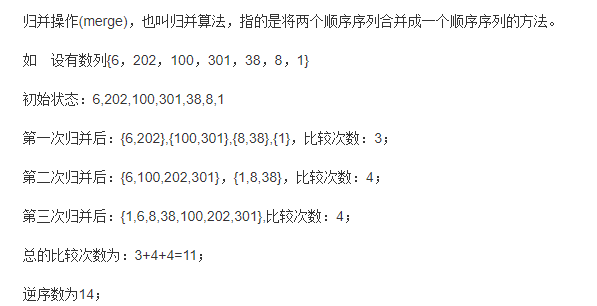 归并操作(merge)，也叫归并算法，指的是将两个顺序序列合并成一个顺序序列的方法。
如　设有数列{6，202，100，301，38，8，1}
初始状态：6,202,100,301,38,8,1
第一次归并后：{6,202},{100,301},{8,38},{1}，比较次数：3；
第二次归并后：{6,100,202,301}，{1,8,38}，比较次数：4；
第三次归并后：{1,6,8,38,100,202,301},比较次数：4；
总的比较次数为：3+4+4=11；
逆序数为14；